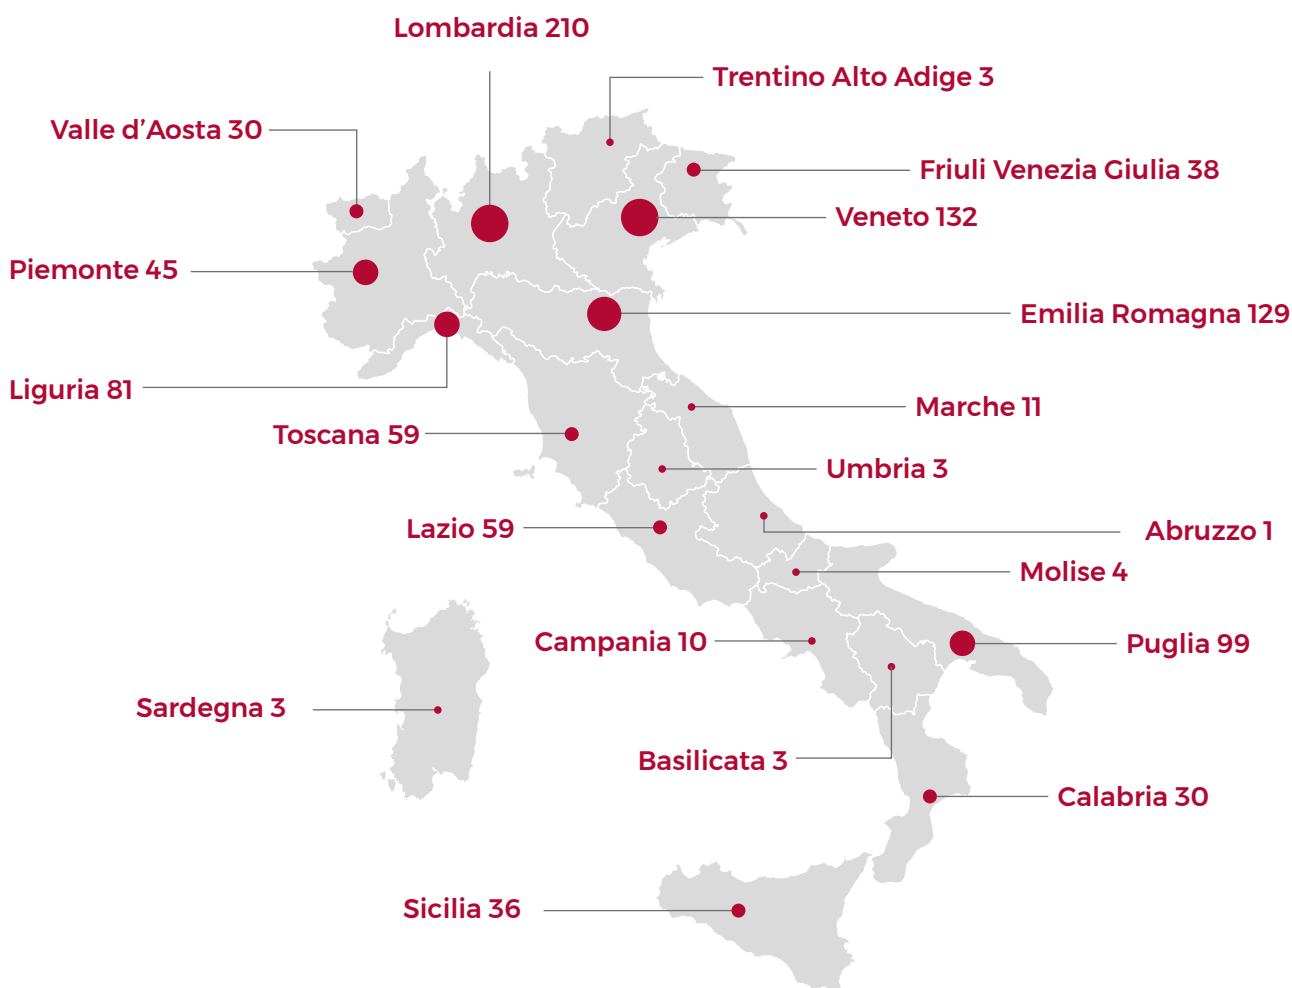 Lombardia 210
Trentino Alto Adige 3
Valle d’Aosta 30
Friuli Venezia Giulia 38
Veneto 132
Piemonte 45
Emilia Romagna 129
Liguria 81
Marche 11
Toscana 59
Umbria 3
Lazio 59
Abruzzo 1
Molise 4
Campania 10
Puglia 99
Sardegna 3
Basilicata 3
Calabria 30
Sicilia 36